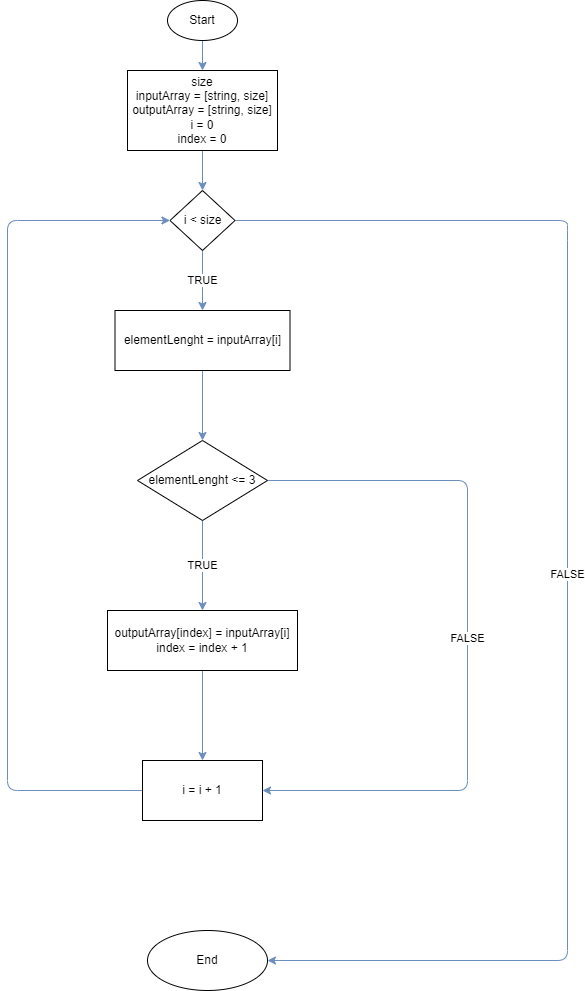 Start
size
inputArray = [string, size]
outputArray = [string, size]
i = 0
index = 0
i < size
TRUE
elementLenght = inputArray[i]
elementLenght <= 3
FALSE
TRUE
outputArray[index] = inputArray[i]
index = index + 1
FALSE
i = i + 1
End